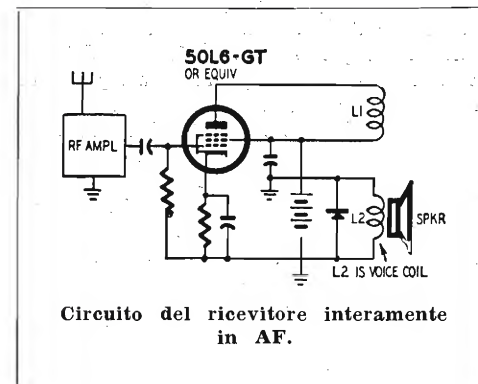 50L6-GT
OR EQUIV
L1
RF AMPL
L2
SPKR
L2 IS VOICE COIL
Circuito del ricevitore interamente
in AF.